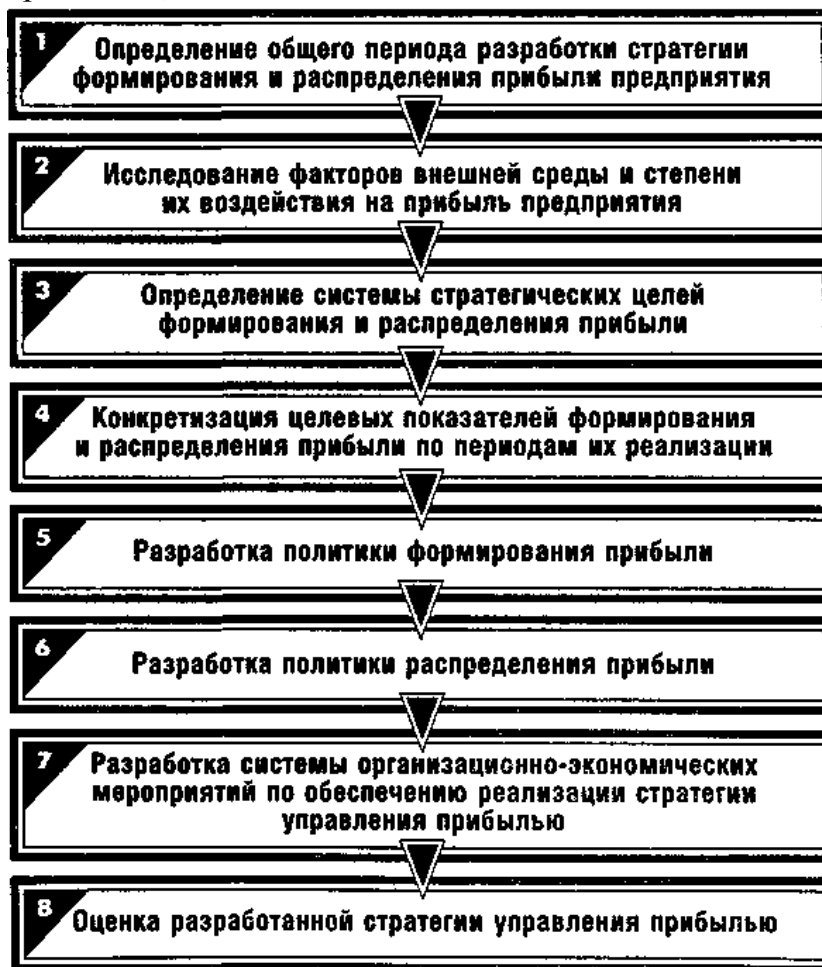 1
Определение общего периода разработки стратегии
формирования и распределения прибыли предприятия
2
Исследование факторов внешней среды и степени
их воздействия на прибыль предприятия
3
Определение системы стратегических целей
формирования и распределения прибыли
4
Конкретизация целевых показателей формирования
и распределения прибыли по периодам их реализации
5
Разработка политики формирования прибыли
6
Разработка политики распределения прибыли
7
Разработка системы организационно-экономических
мероприятий по обеспечению реализации стратегии
управления прибылью
8
Оценка разработанной стратегии управления прибылью